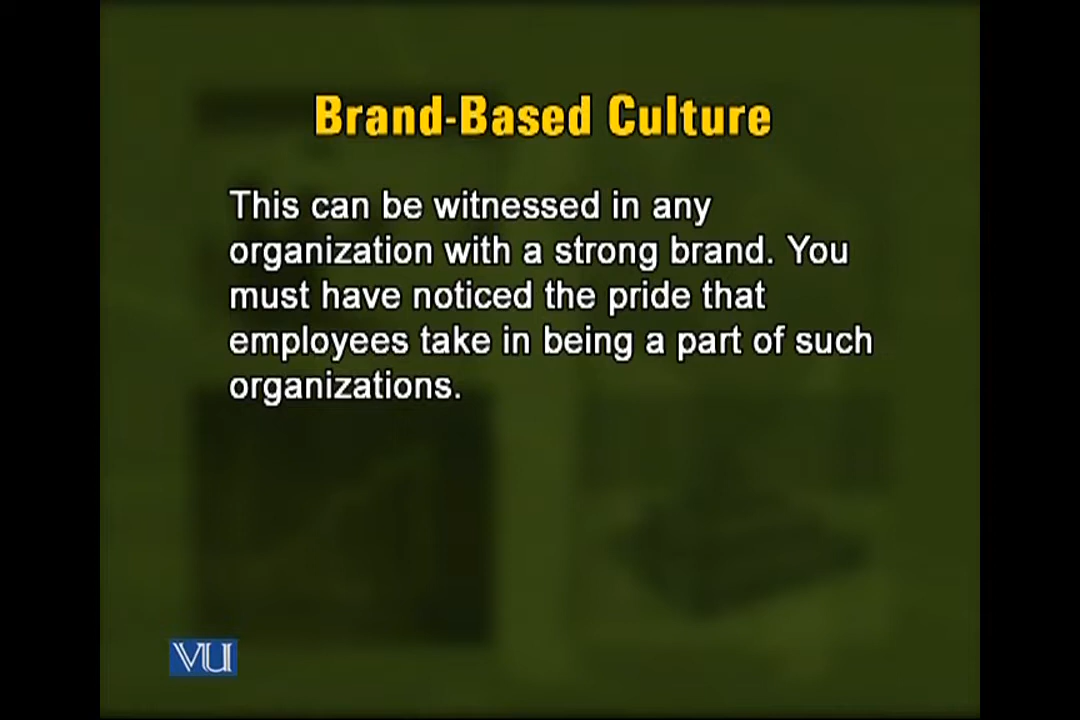 Brand-Based Culture
This can be witnessed in any
organization with a strong brand. You
must have noticed the pride that
employees take in being a part of such
organizations.
VU